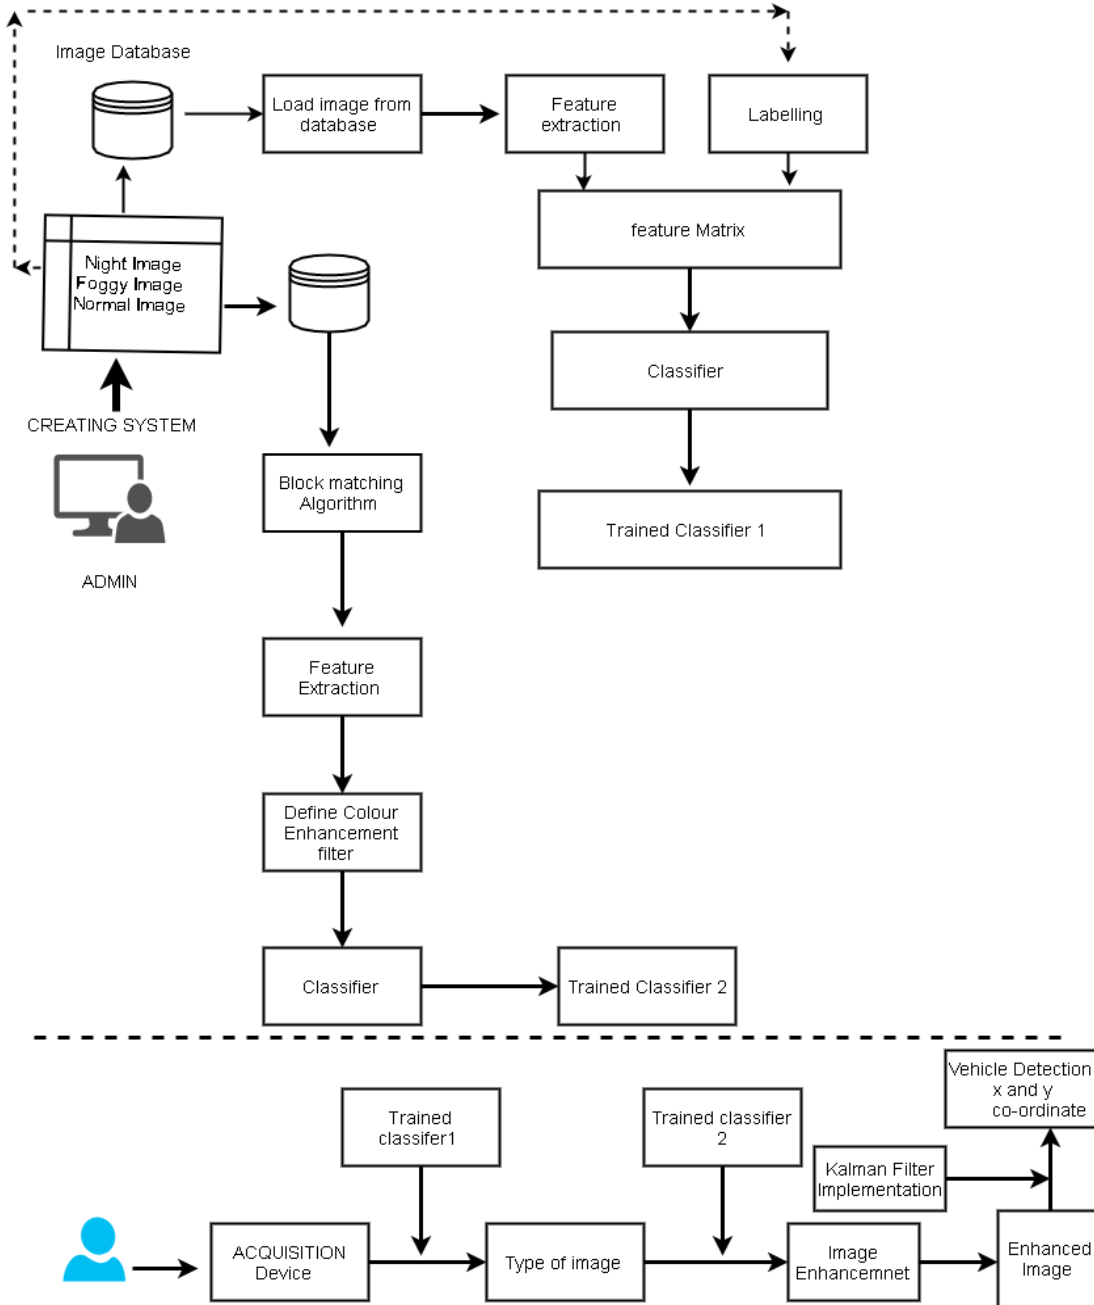 Image Database
Load image from
database
Feature
extraction
Labelling
feature Matrix
Night Image
Foggy Image
Normal Image
Classifier
CREATING SYSTEM
Block matching
Algorithm
Trained Classifier 1
ADMIN
Feature
Extraction
Define Colour
Enhancement
filter
Classifier
Trained Classifier 2
Vehicle Detection
x and y
co-ordinate
Trained
classifer1
Trained classifier
2
Kalman Filter
Implementation
ACQUISITION
Device
Type of image
Image
Enhancemnet
Enhanced
Image